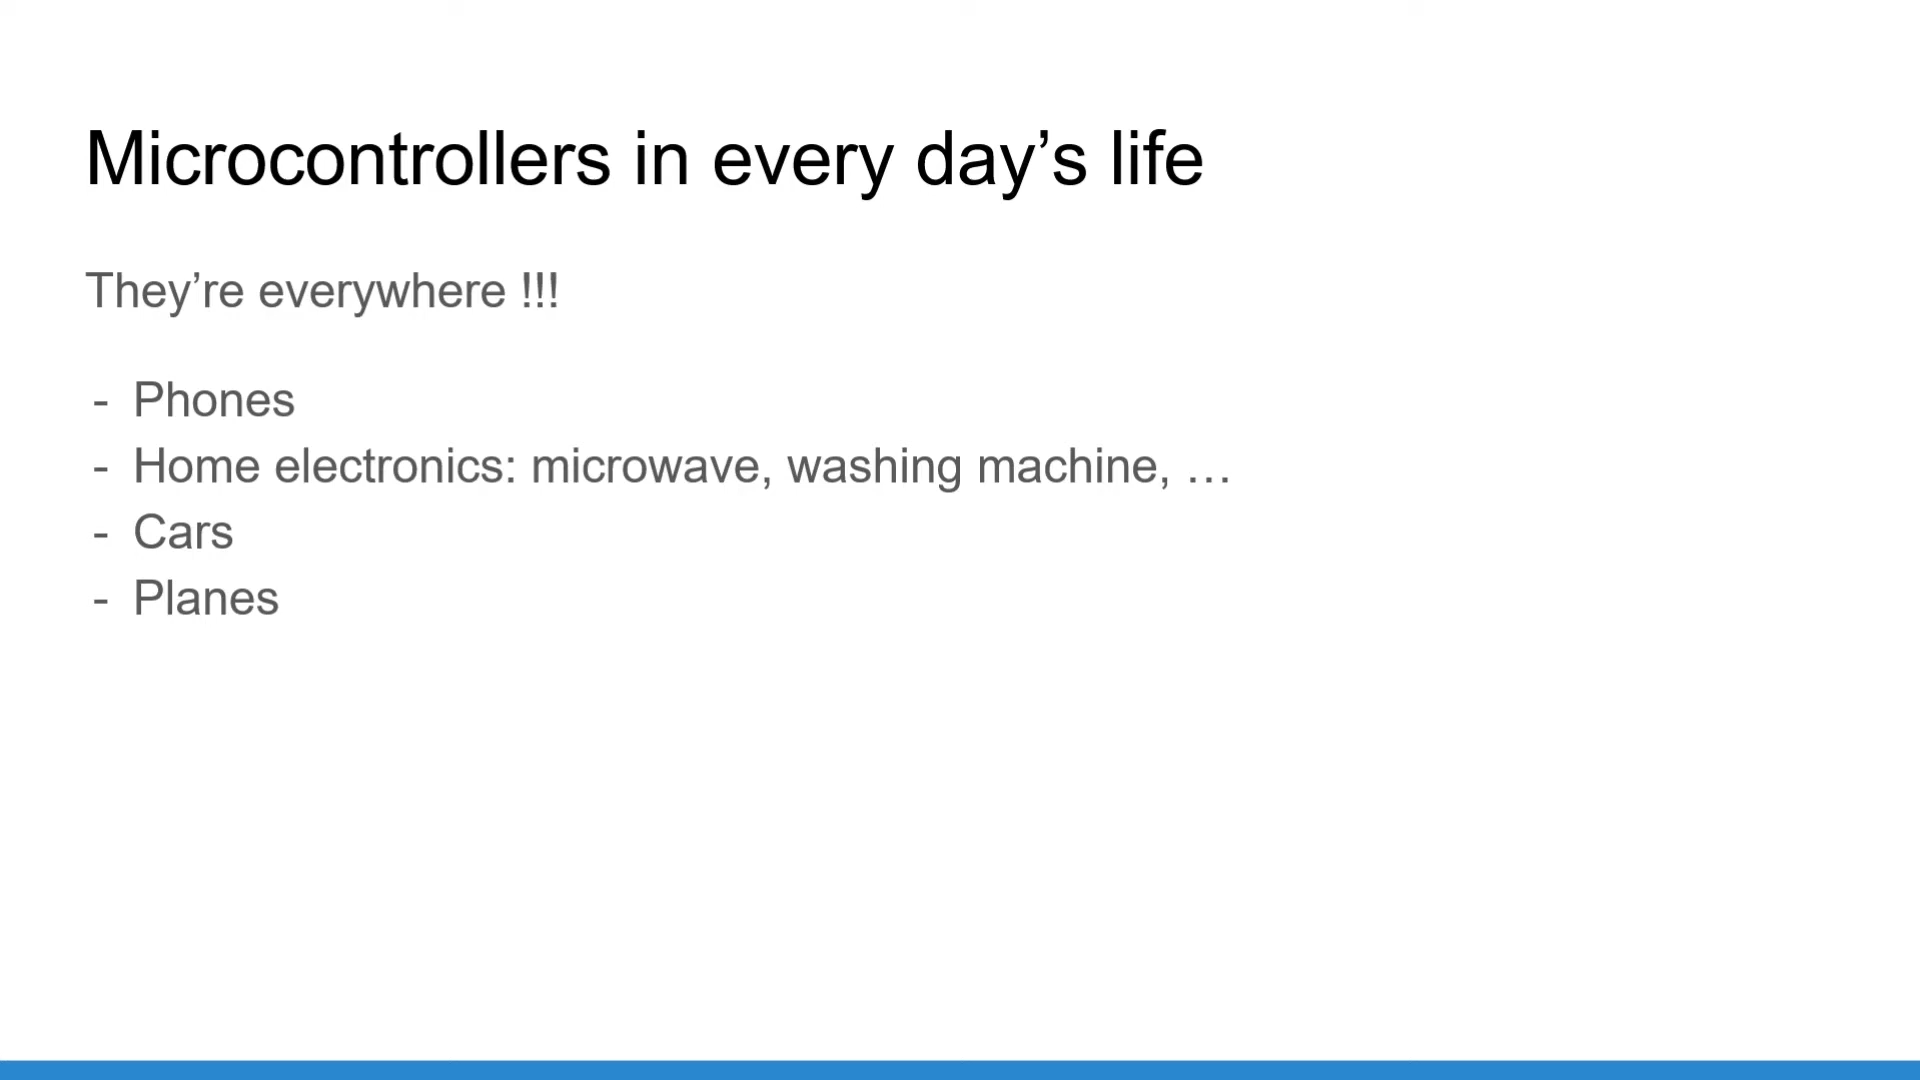 Microcontrollers in every day’s life
They’re everywhere !!!
- Phones
- Home electronics: microwave, washing machine, …
- Cars
- Planes